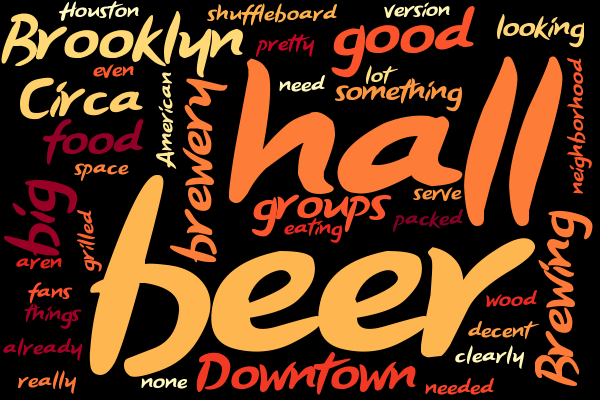 Houston
shuffleboard
version
Brooklyn
pretty
good
looking
even
American
need
lot
something
Circa
brewery
hall
neighborhood
food
space
big
grilled
groups
serve
eating
packed
aren
beer
Brewing
fans
things
wood
already
decent
clearly
really
none
Downtown
needed